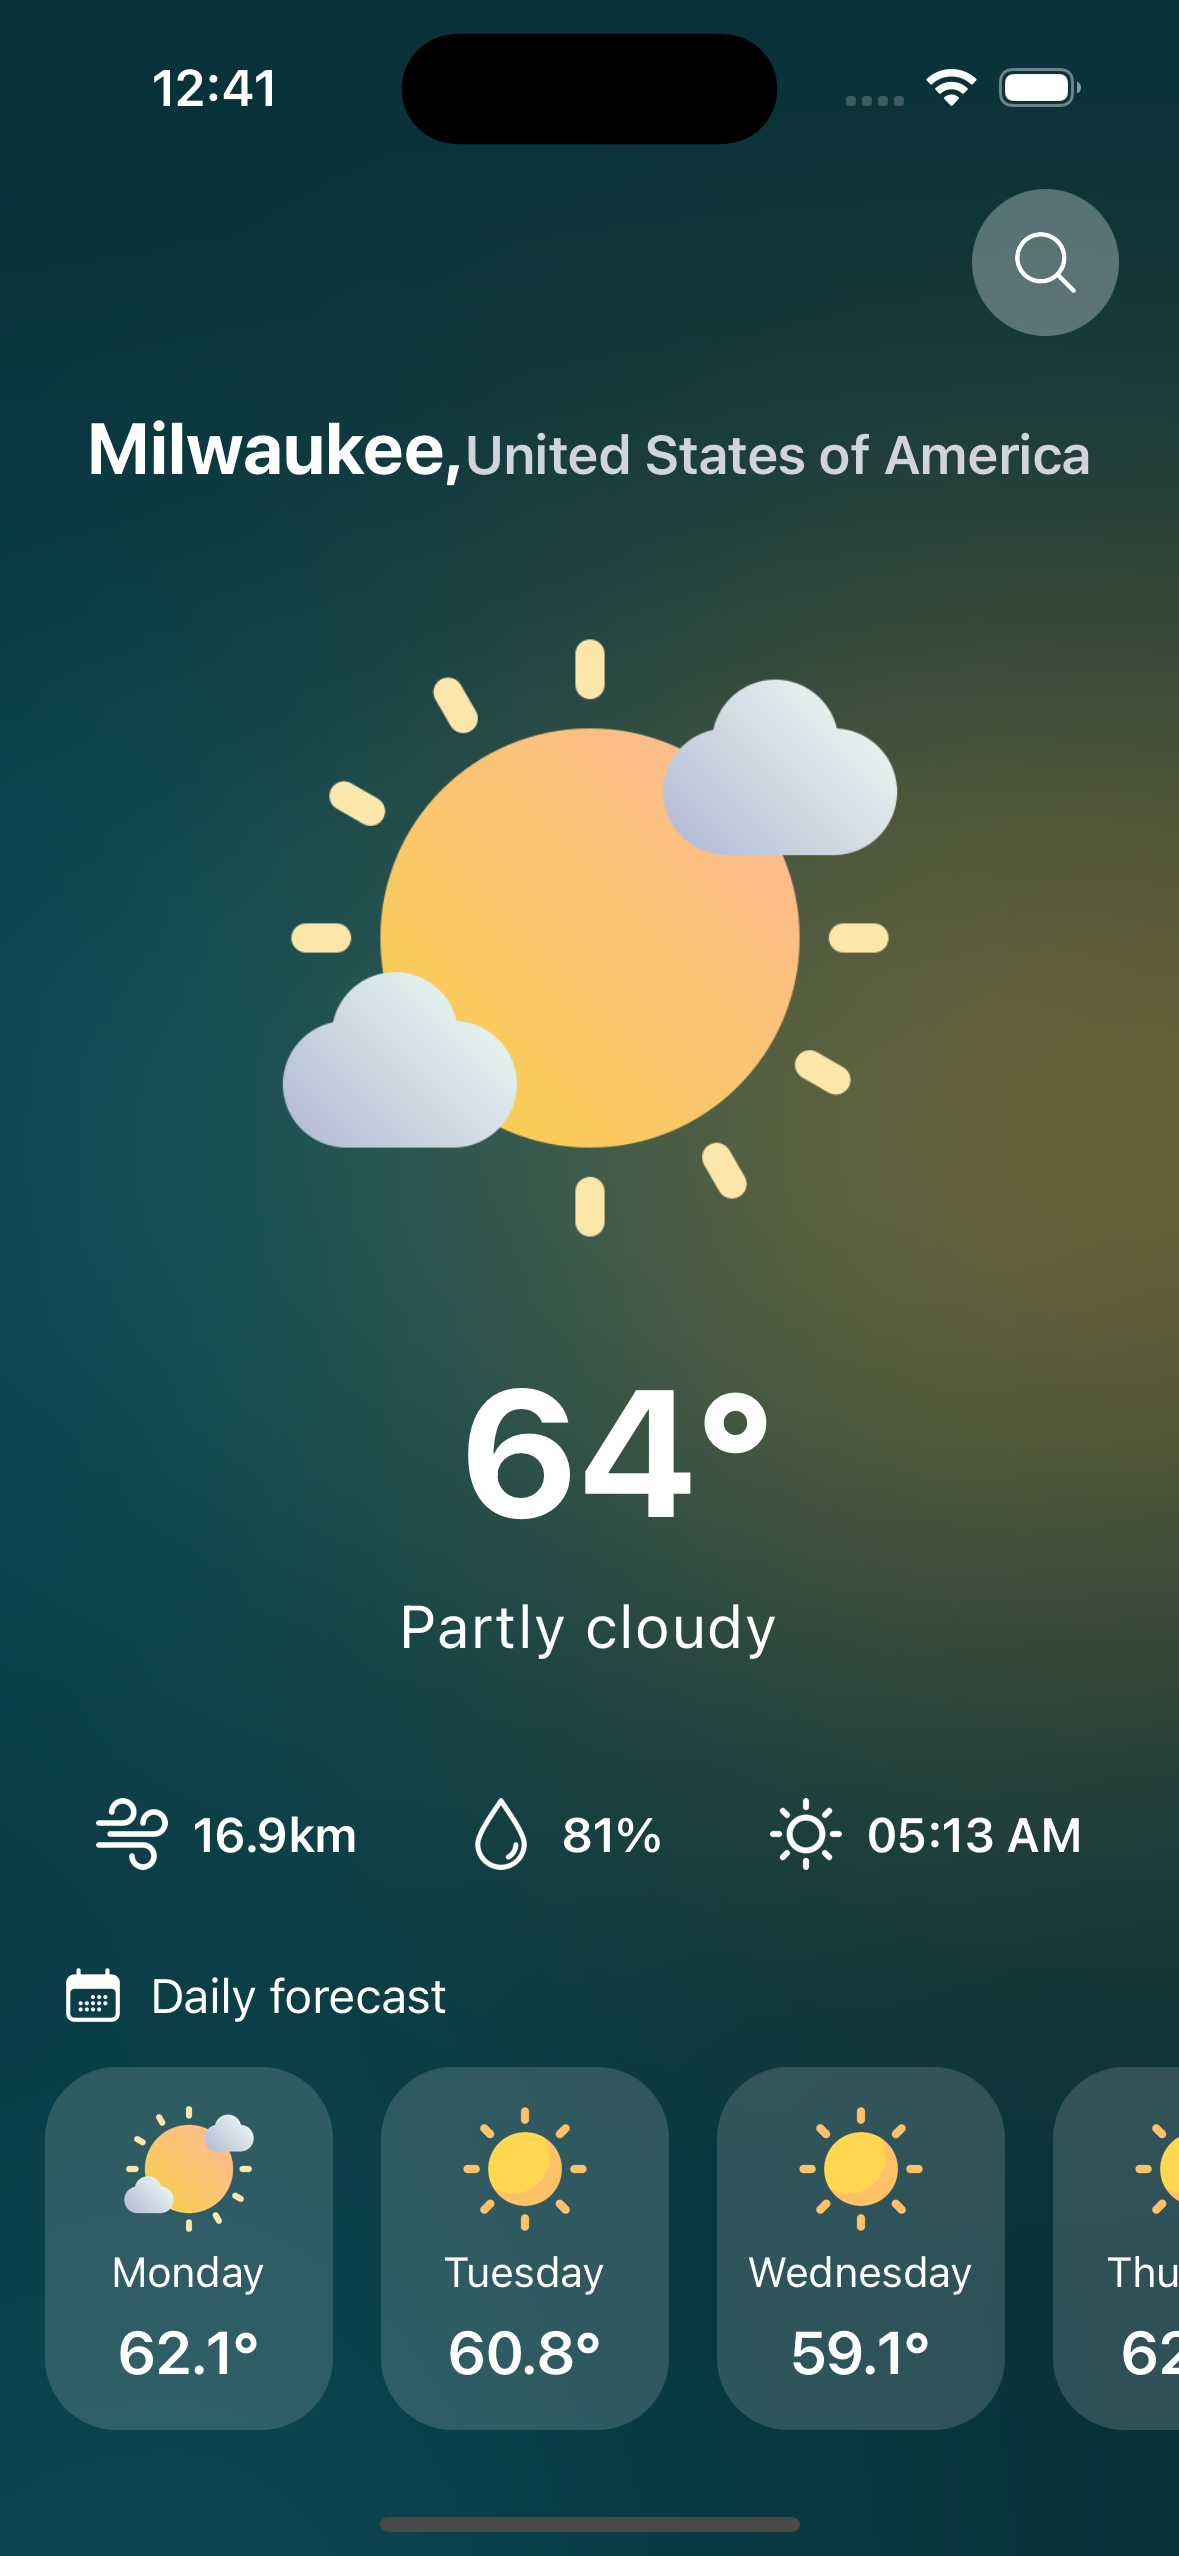 12:41
Milwaukee,United States of America
64°
Partly cloudy
16.9km 81% 05:13 AM
Daily forecast
Monday Tuesday Wednesday Thu
62.1° 60.8° 59.1° 62